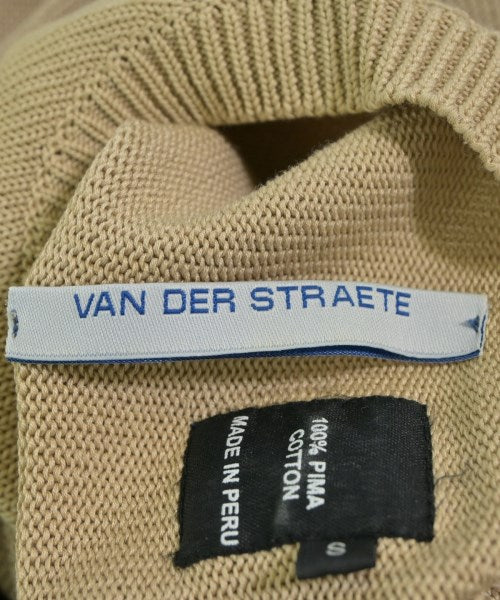 VAN DER STRAETE
100% PIMA
COTTON
MADE IN PERU
S